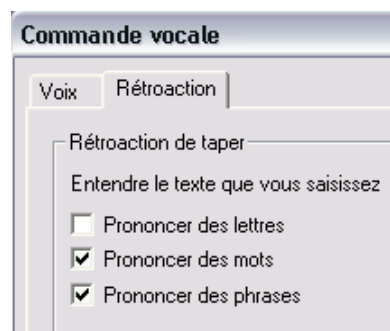 Commande vocale
Voix Rétroaction
Rétroaction de taper
Entendre le texte que vous saisissez
Prononcer des lettres
Prononcer des mots
Prononcer des phrases